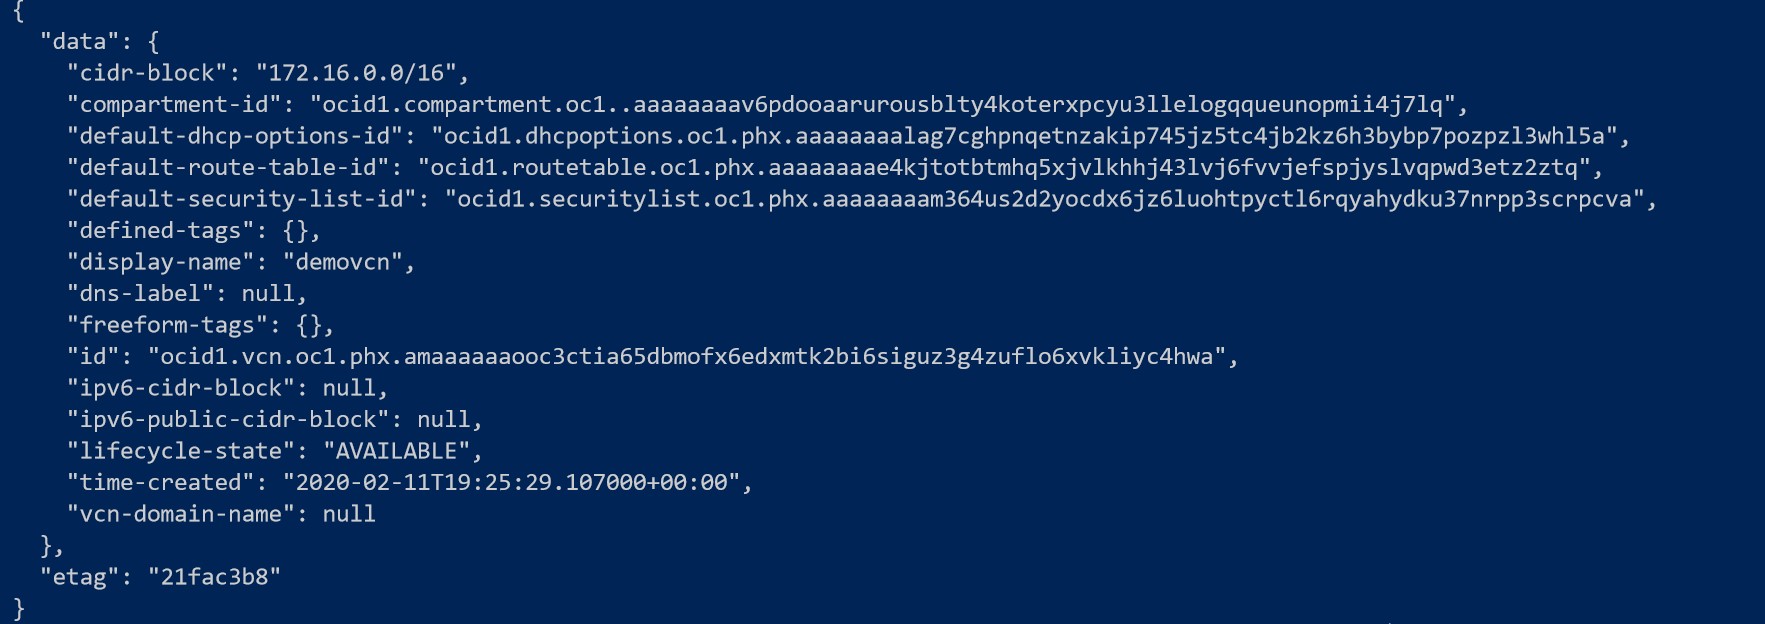 {
"data": {
"cidr-block": "172.16.0.0/16",
"compartment-id": "ocid1.compartment.oc1..aaaaaaaav6pdooaarurousblty4koterxpcyu3llelogqqueunopmii4j7lq",
"default-dhcp-options-id": "ocid1.dhcpoptions.oc1.phx.aaaaaaaalag7cghpnqetnzakip745jz5tc4jb2kz6h3bybp7pozpzl3whl5a",
"default-route-table-id": "ocid1.routetable.oc1.phx.aaaaaaaae4kjtotbtmhq5xjvlkhhj43lvj6fvvjefspjyslvqpwd3etz2ztq",
"default-security-list-id": "ocid1.securitylist.oc1.phx.aaaaaaaam364us2d2yocdx6jz6luohtpyctl6rqyahydku37nrpp3scrpcva",
"defined-tags": {},
"display-name": "demovcn",
"dns-label": null,
"freeform-tags": {},
"id": "ocid1.vcn.oc1.phx.amaaaaaaooc3ctia65dbmofx6edxmtk2bi6siguz3g4zuflo6xvkliyc4hwa",
"ipv6-cidr-block": null,
"ipv6-public-cidr-block": null,
"lifecycle-state": "AVAILABLE",
"time-created": "2020-02-11T19:25:29.107000+00:00",
"vcn-domain-name": null
},
"etag": "21fac3b8"
}